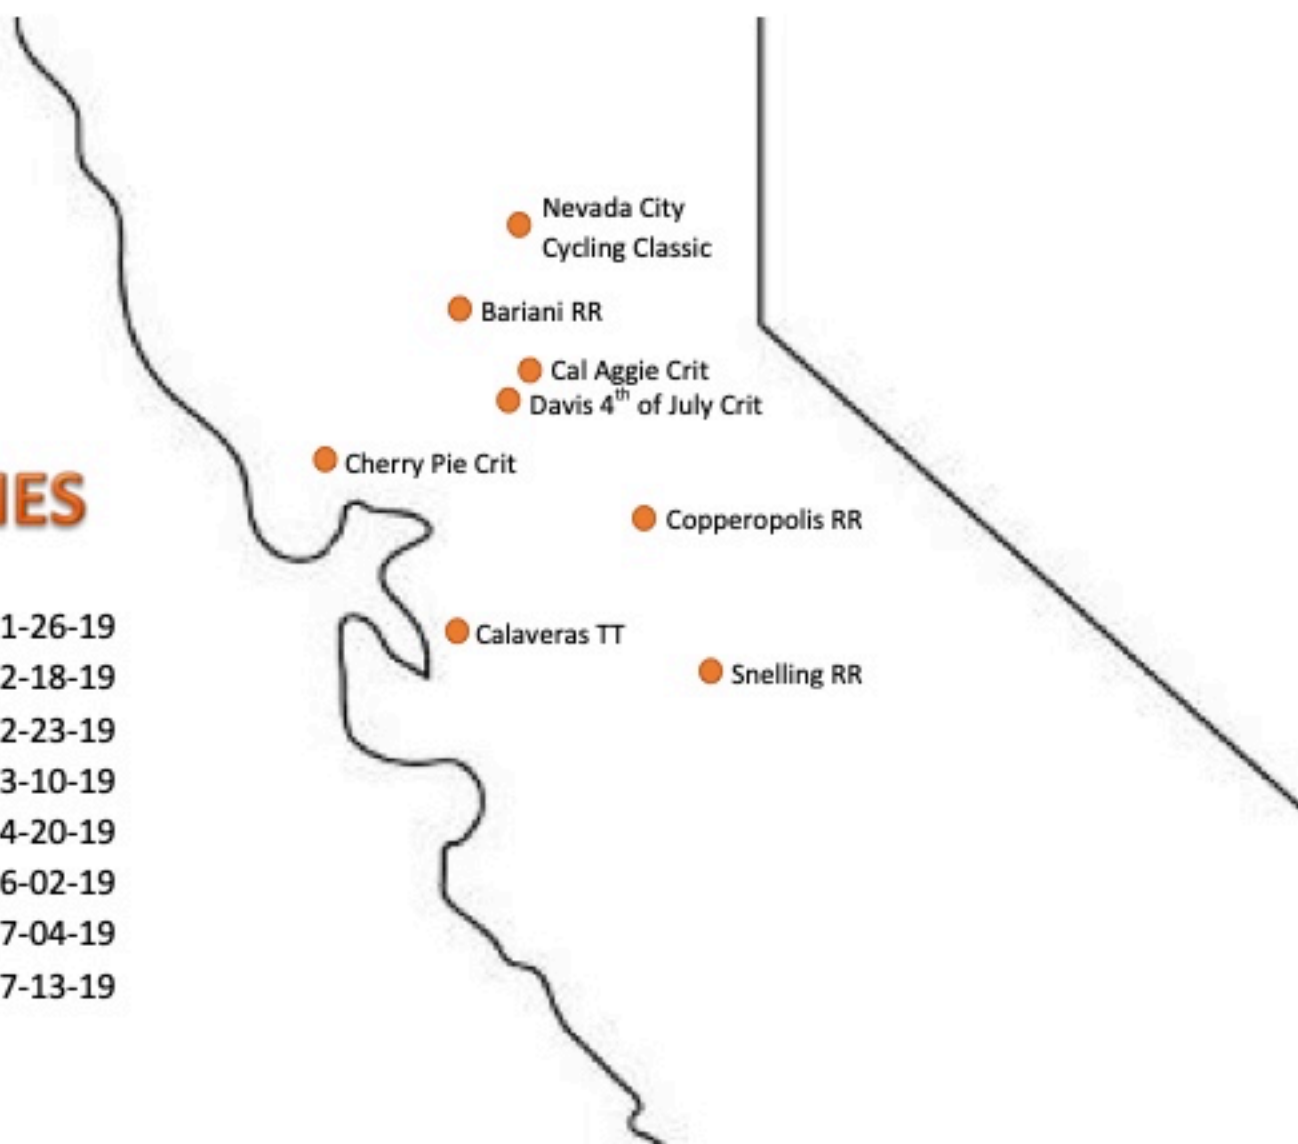 Nevada City
Cycling Classic
Bariani RR
Cal Aggie Crit
Davis 4th of July Crit
Cherry Pie Crit
Copperopolis RR
Calaveras TT
Snelling RR
IES
1-26-19
2-18-19
2-23-19
3-10-19
4-20-19
6-02-19
7-04-19
7-13-19